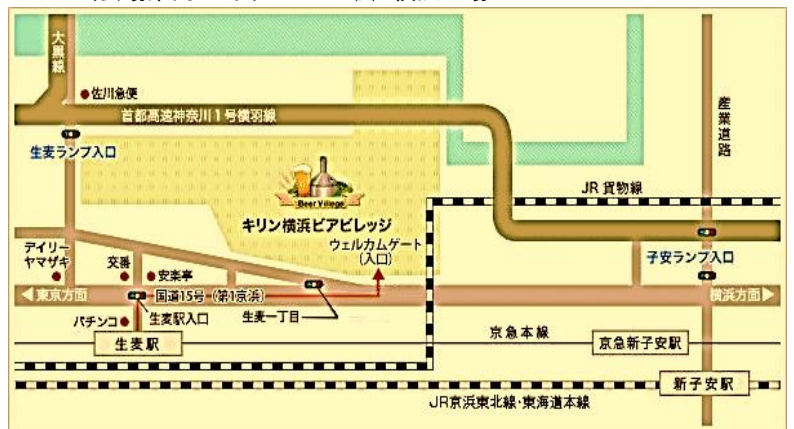 大黒線
佐川急便
首都高速神奈川1号横羽線
産業道路
生麦ランプ入口
Beer Village
キリン横浜ビアビレッジ
JR 貨物線
ウェルカムゲート
(入口)
デイリー
ヤマザキ
交番
安楽亭
子安ランプ入口
◀東京方面
国道15号(第1京浜)
横浜方面▶
パチンコ
生麦駅入口
生麦一丁目
生麦駅
京急本線
京急新子安駅
新子安駅
JR京浜東北線・東海道本線